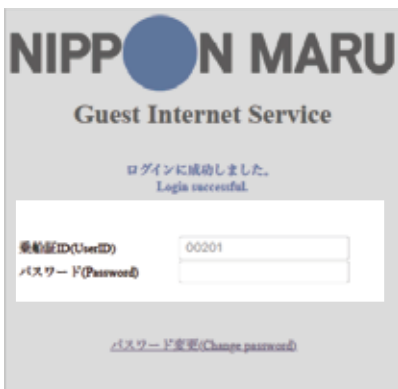 NIPPON MARU
Guest Internet Service
ログインに成功しました。
Login successful.
乗船証ID(UserID)
00201
パスワード(Password)
パスワード変更(Change password)